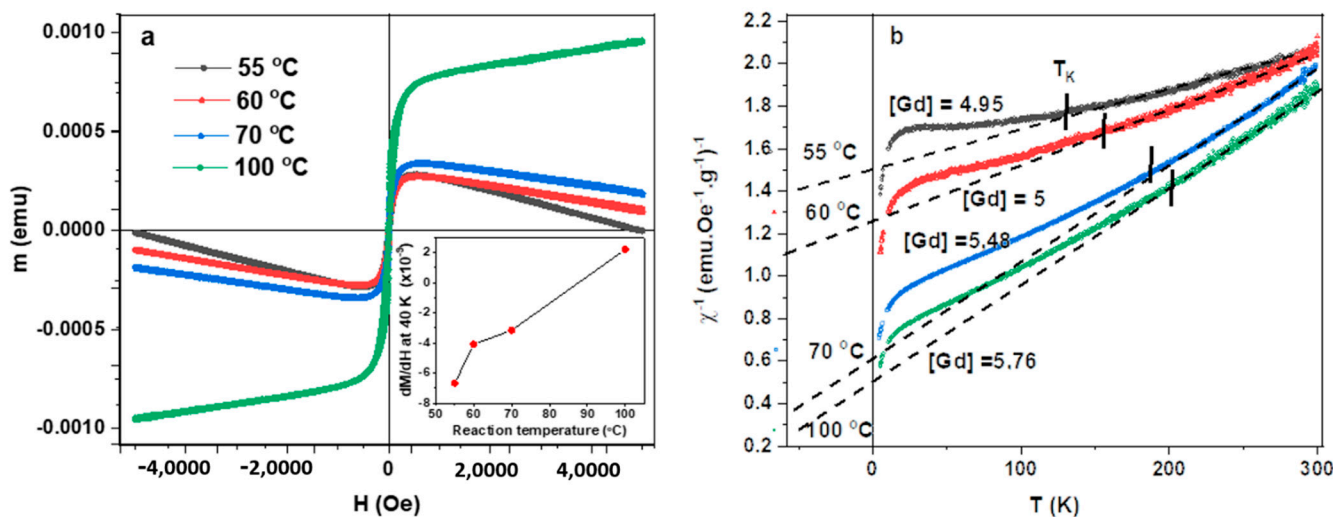 a
55 °C
60 °C
70 °C
100 °C
m (emu)
0.0010
0.0005
0.0000
-0.0005
-0.0010
-4,0000
-2,0000
0
2,0000
4,0000
H (Oe)
dM/dH at 40 K (x10⁻⁵)
2
0
-2
-4
-6
-8
50
60
70
80
90
100
Reaction temperature (°C)
b
χ⁻¹ (emu.Oe⁻¹.g⁻¹)⁻¹
2.2
2.0
1.8
1.6
1.4
1.2
1.0
0.8
0.6
0.4
0.2
T_K
[Gd] = 4.95
55 °C
[Gd] = 5
60 °C
[Gd] = 5.48
70 °C
[Gd] = 5.76
100 °C
0
100
200
300
T (K)